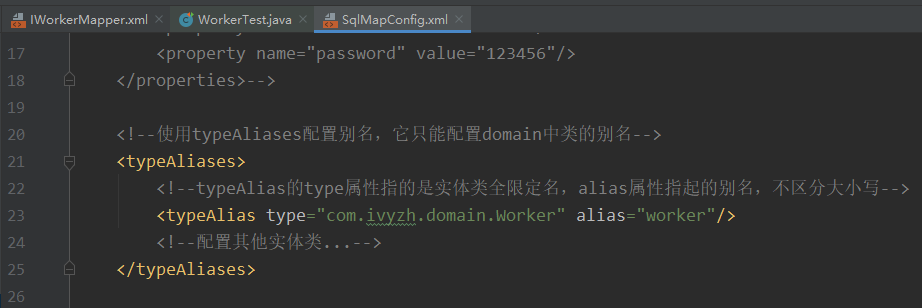 IWorkerMapper.xml × WorkerTest.java × SqlMapConfig.xml ×
17 <property name="password" value="123456"/>
18 </properties>-->
19
20 <!--使用typeAliases配置别名，它只能配置domain中类的别名-->
21 <typeAliases>
22 <!--typeAlias的type属性指的是实体类全限定名，alias属性指起的别名，不区分大小写-->
23 <typeAlias type="com.ivyzh.domain.Worker" alias="worker"/>
24 <!--配置其他实体类...-->
25 </typeAliases>
26